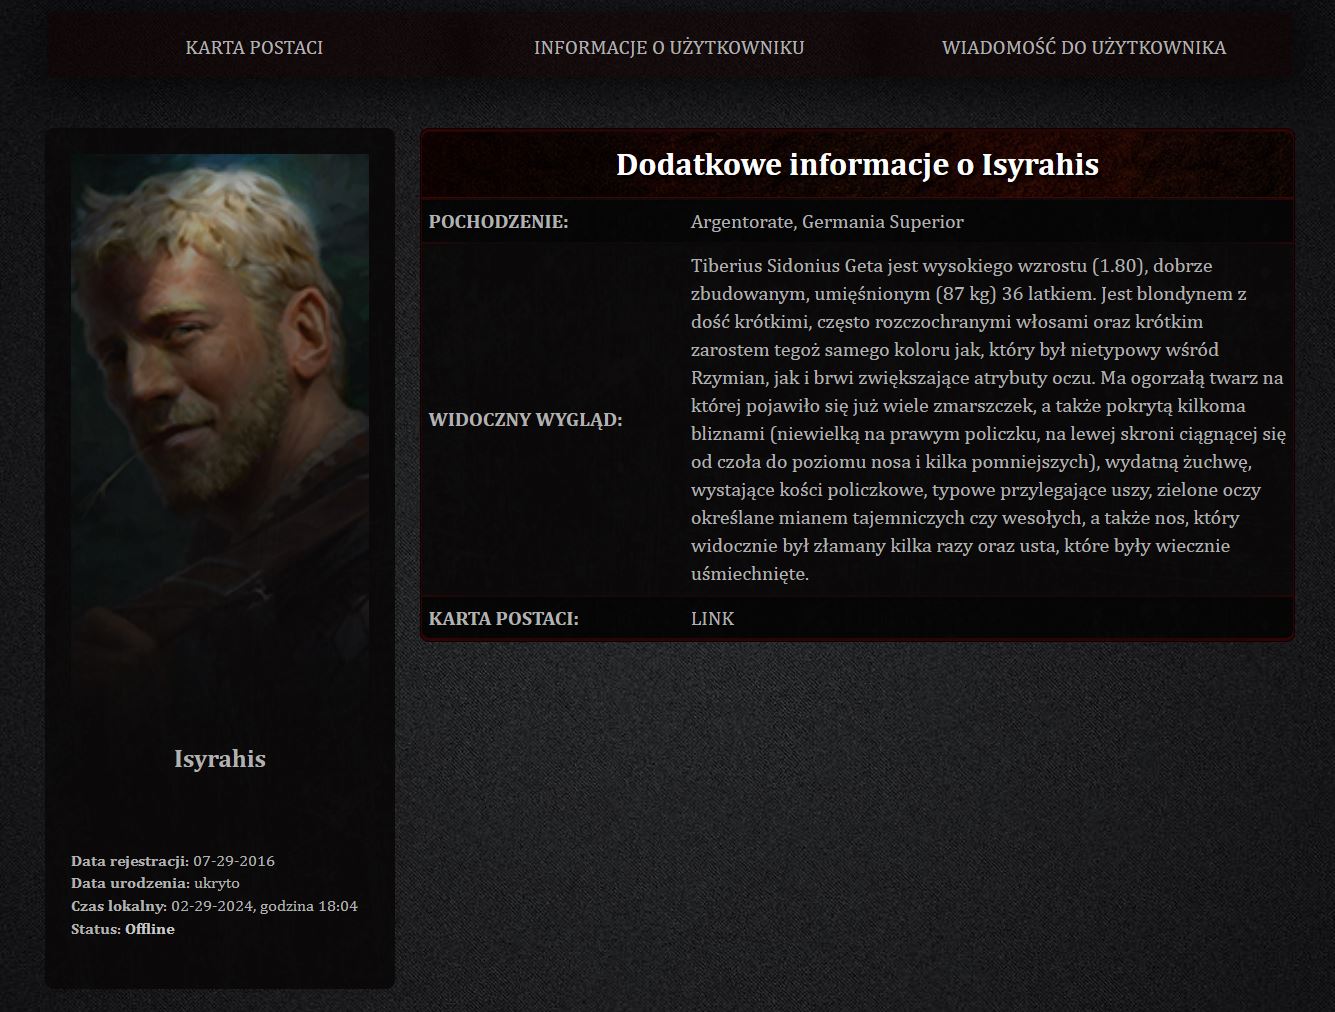 KARTA POSTACI
INFORMACJE O UŻYTKOWNIKU
WIADOMOŚĆ DO UŻYTKOWNIKA
Isyrahis
Data rejestracji: 07-29-2016
Data urodzenia: ukryto
Czas lokalny: 02-29-2024, godzina 18:04
Status: Offline
Dodatkowe informacje o Isyrahis
POCHODZENIE:
Argentorate, Germania Superior
WIDOCZNY WYGLĄD:
Tiberius Sidonius Geta jest wysokiego wzrostu (1.80), dobrze
zbudowanym, umięśnionym (87 kg) 36 latkiem. Jest blondynem z
dość krótkimi, często rozczochranymi włosami oraz krótkim
zarostem tegoż samego koloru jak, który był nietypowy wśród
Rzymian, jak i brwi zwiększające atrybuty oczu. Ma ogorzałą twarz na
której pojawiło się już wiele zmarszczek, a także pokrytą kilkoma
bliznami (niewielką na prawym policzku, na lewej skroni ciągnącej się
od czoła do poziomu nosa i kilka pomniejszych), wydatną żuchwę,
wystające kości policzkowe, typowe przylegające uszy, zielone oczy
określane mianem tajemniczych czy wesołych, a także nos, który
widocznie był złamany kilka razy oraz usta, które były wiecznie
uśmiechnięte.
KARTA POSTACI:
LINK